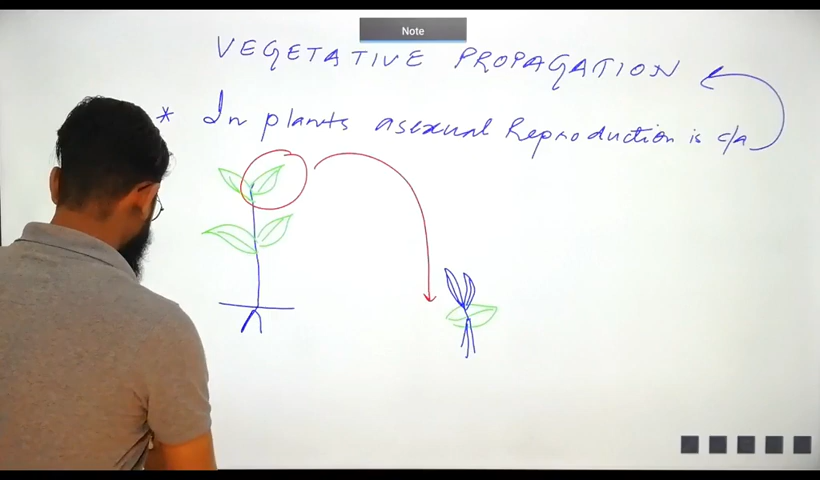 Note
VEGETATIVE PROPAGATION
* In plants asexual Reproduction is c/a